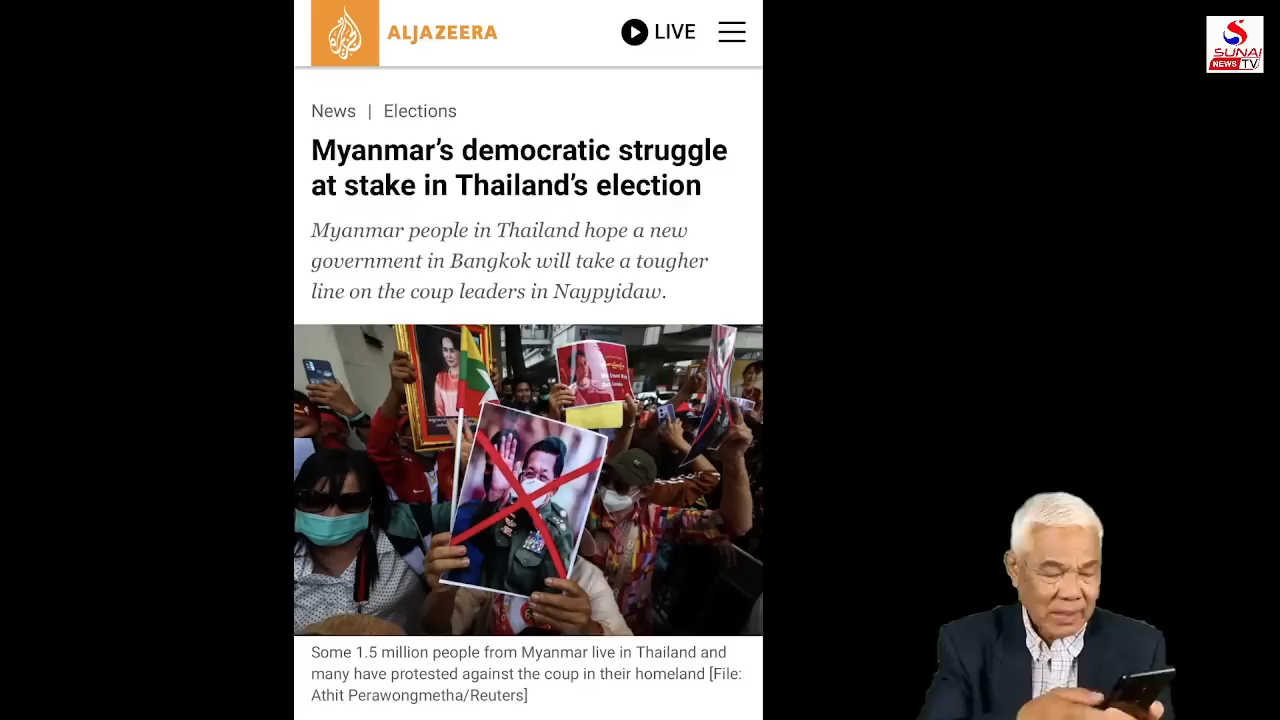 ALJAZEERA
LIVE
SUNAI
NEWS TV
News | Elections
Myanmar's democratic struggle
at stake in Thailand's election
Myanmar people in Thailand hope a new
government in Bangkok will take a tougher
line on the coup leaders in Naypyidaw.
Some 1.5 million people from Myanmar live in Thailand and
many have protested against the coup in their homeland [File:
Athit Perawongmetha/Reuters]